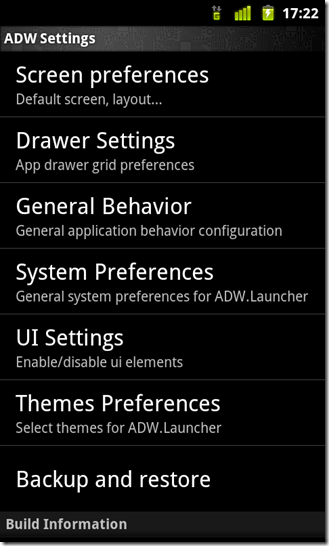 17:22
ADW Settings
Screen preferences
Default screen, layout...
Drawer Settings
App drawer grid preferences
General Behavior
General application behavior configuration
System Preferences
General system preferences for ADW.Launcher
UI Settings
Enable/disable ui elements
Themes Preferences
Select themes for ADW.Launcher
Backup and restore
Build Information